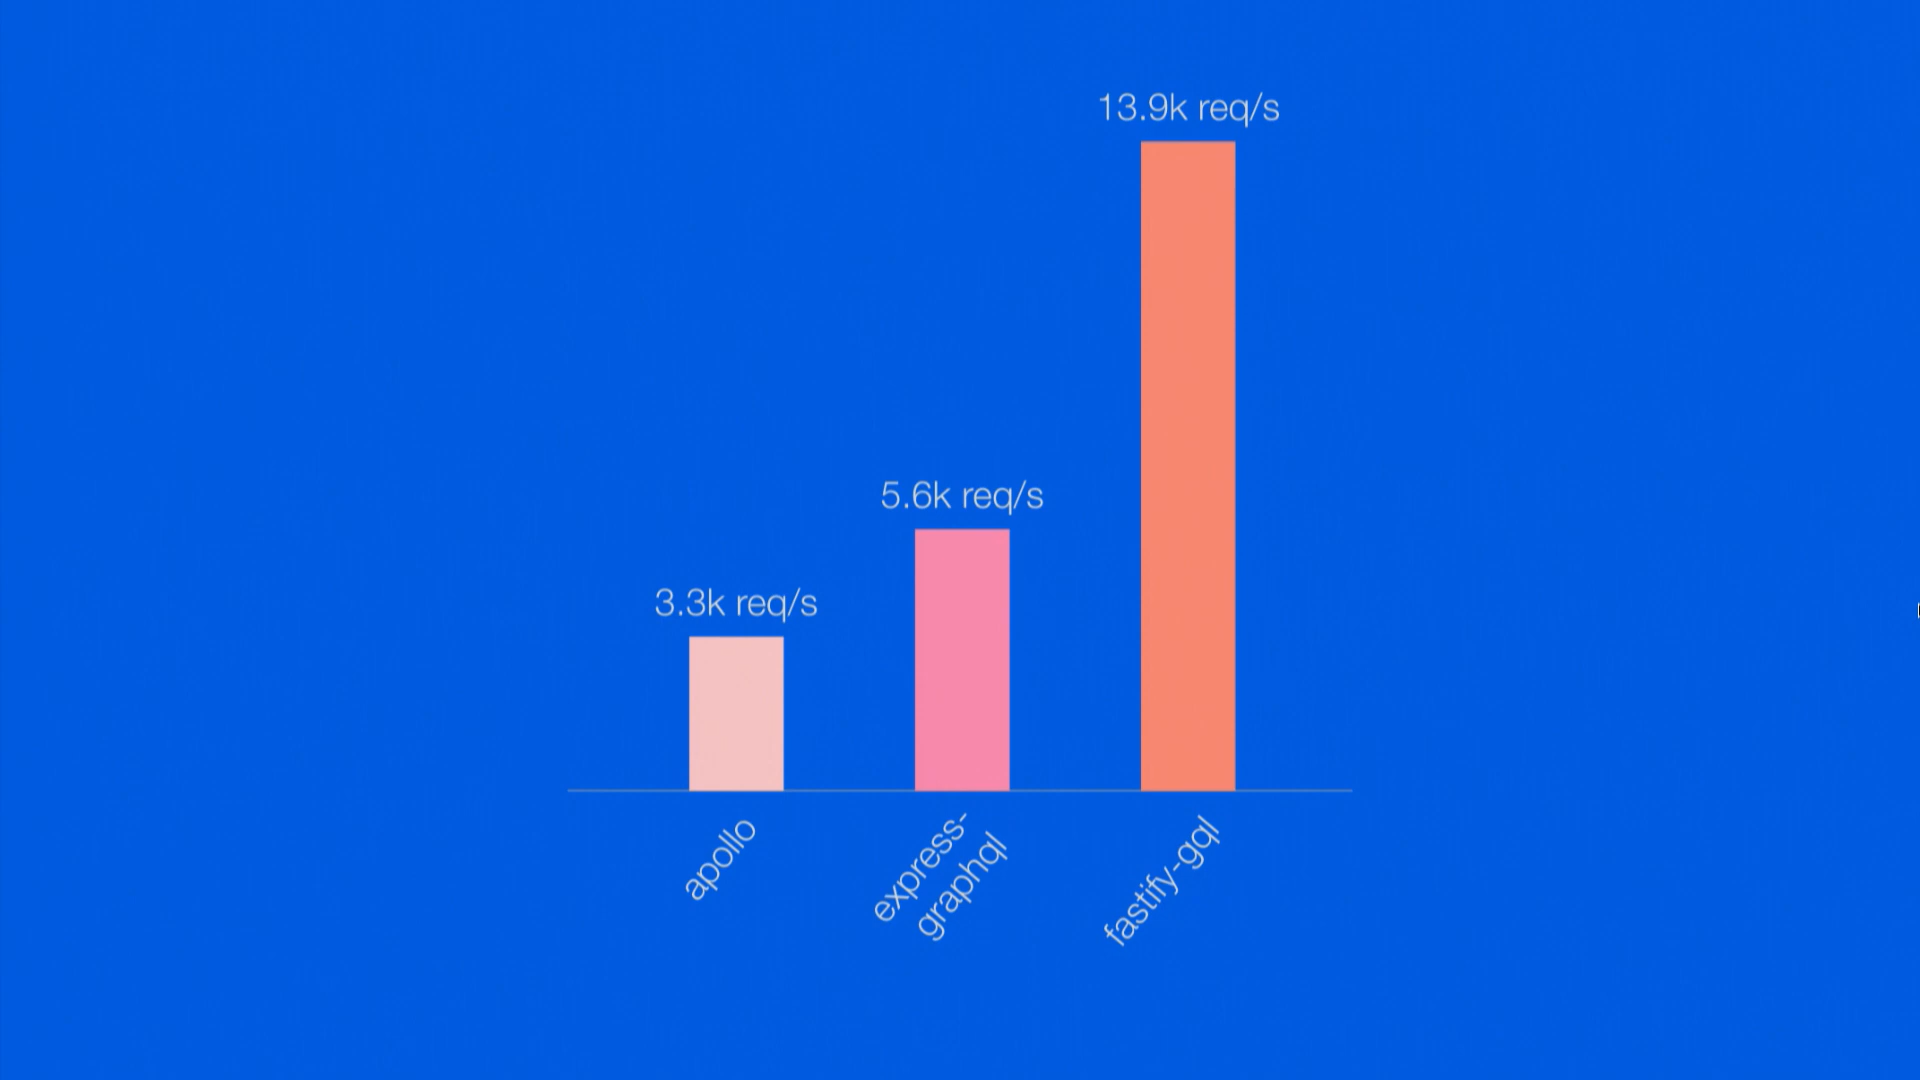 13.9k req/s
5.6k req/s
3.3k req/s
apollo
express-
graphql
fastify-gql